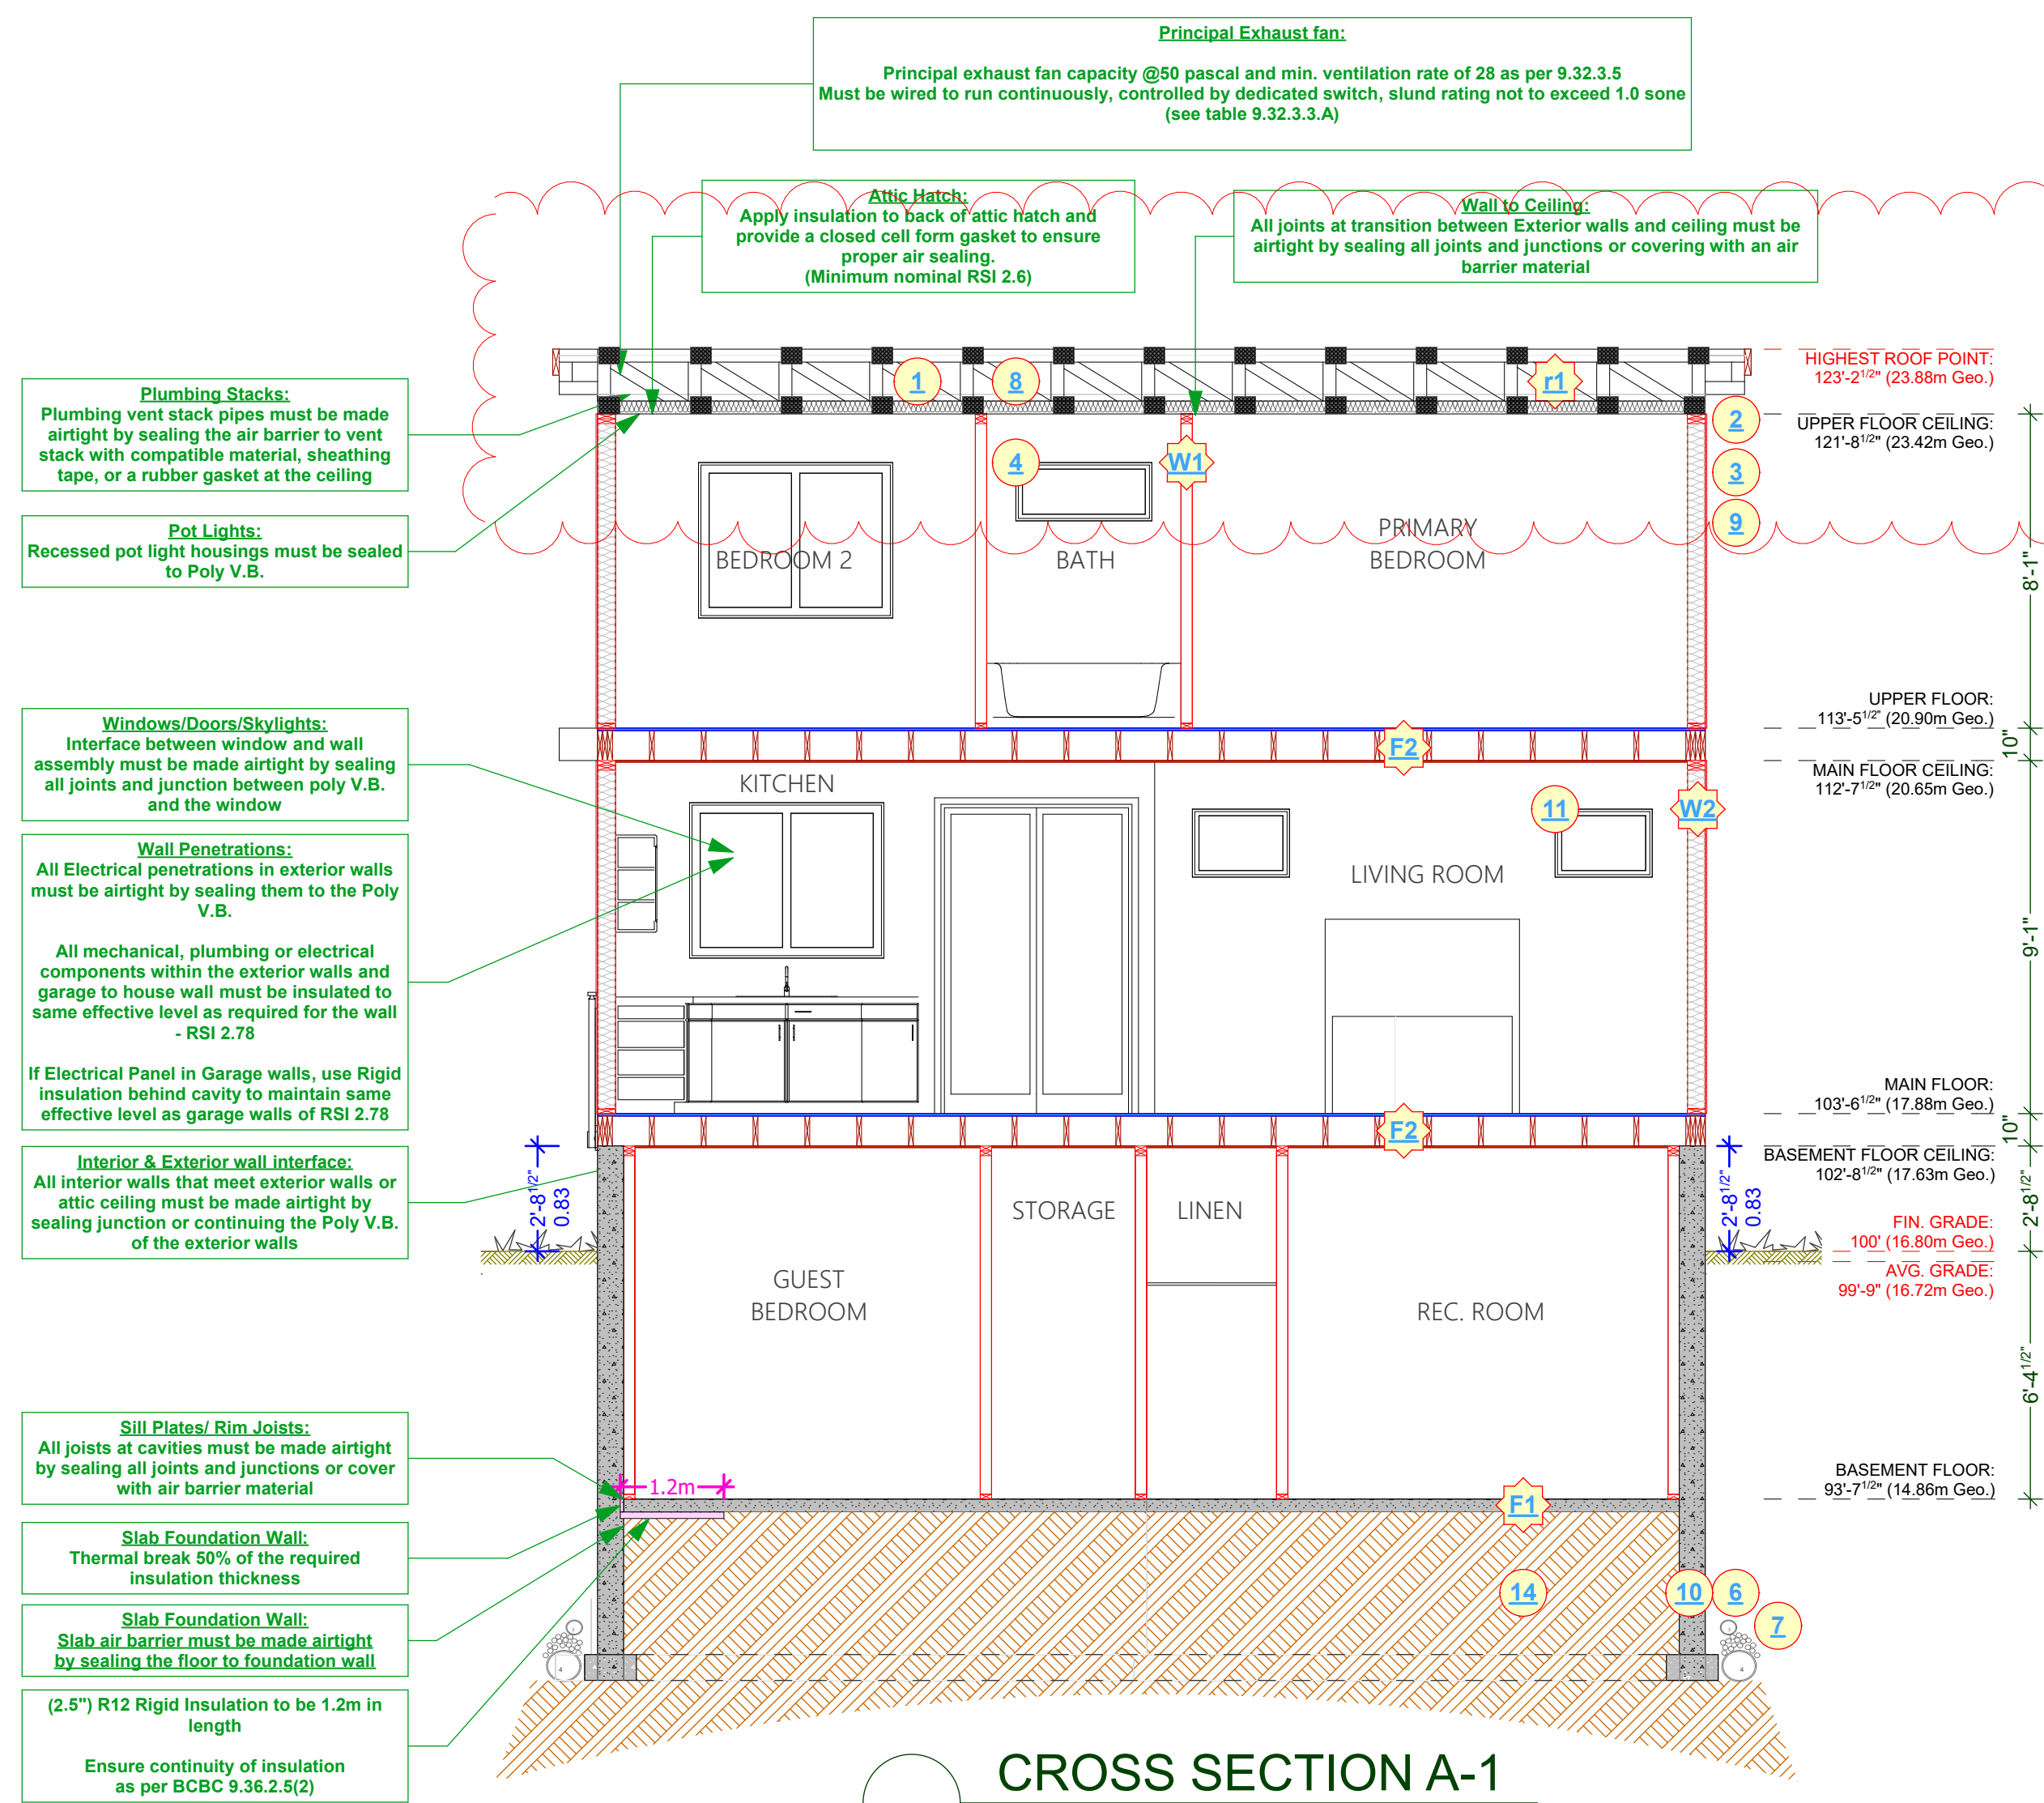 Principal Exhaust fan:
Principal exhaust fan capacity @50 pascal and min. ventilation rate of 28 as per 9.32.3.5
Must be wired to run continuously, controlled by dedicated switch, slund rating not to exceed 1.0 sone
(see table 9.32.3.3.A)
Attic Hatch:
Apply insulation to back of attic hatch and
provide a closed cell form gasket to ensure
proper air sealing.
(Minimum nominal RSI 2.6)
Wall to Ceiling:
All joints at transition between Exterior walls and ceiling must be
airtight by sealing all joints and junctions or covering with an air
barrier material
Plumbing Stacks:
Plumbing vent stack pipes must be made
airtight by sealing the air barrier to vent
stack with compatible material, sheathing
tape, or a rubber gasket at the ceiling
Pot Lights:
Recessed pot light housings must be sealed
to Poly V.B.
Windows/Doors/Skylights:
Interface between window and wall
assembly must be made airtight by sealing
all joints and junction between poly V.B.
and the window
Wall Penetrations:
All Electrical penetrations in exterior walls
must be airtight by sealing them to the Poly
V.B.
All mechanical, plumbing or electrical
components within the exterior walls and
garage to house wall must be insulated to
same effective level as required for the wall
- RSI 2.78
If Electrical Panel in Garage walls, use Rigid
insulation behind cavity to maintain same
effective level as garage walls of RSI 2.78
Interior & Exterior wall interface:
All interior walls that meet exterior walls or
attic ceiling must be made airtight by
sealing junction or continuing the Poly V.B.
of the exterior walls
Sill Plates/ Rim Joists:
All joists at cavities must be made airtight
by sealing all joints and junctions or cover
with air barrier material
Slab Foundation Wall:
Thermal break 50% of the required
insulation thickness
Slab Foundation Wall:
Slab air barrier must be made airtight
by sealing the floor to foundation wall
(2.5") R12 Rigid Insulation to be 1.2m in
length
Ensure continuity of insulation
as per BCBC 9.36.2.5(2)
1
8
r1
2
3
9
4
W1
BEDROOM 2
BATH
PRIMARY
BEDROOM
F2
KITCHEN
11
W2
LIVING ROOM
F2
2'-8 1/2"
0.83
2'-8 1/2"
0.83
STORAGE
LINEN
GUEST
BEDROOM
REC. ROOM
1.2m
F1
14
10
6
7
4
4
HIGHEST ROOF POINT:
123'-2 1/2" (23.88m Geo.)
UPPER FLOOR CEILING:
121'-8 1/2" (23.42m Geo.)
8'-1"
UPPER FLOOR:
113'-5 1/2" (20.90m Geo.)
10"
MAIN FLOOR CEILING:
112'-7 1/2" (20.65m Geo.)
9'-1"
MAIN FLOOR:
103'-6 1/2" (17.88m Geo.)
10"
BASEMENT FLOOR CEILING:
102'-8 1/2" (17.63m Geo.)
2'-8 1/2"
FIN. GRADE:
100' (16.80m Geo.)
AVG. GRADE:
99'-9" (16.72m Geo.)
6'-4 1/2"
BASEMENT FLOOR:
93'-7 1/2" (14.86m Geo.)
CROSS SECTION A-1